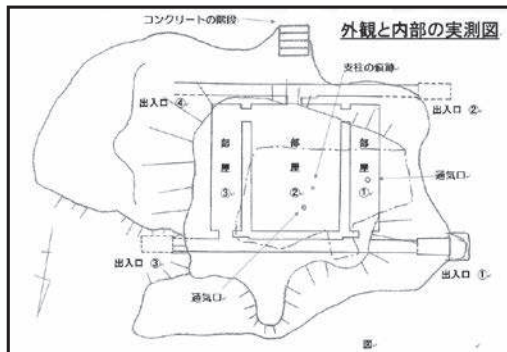 外観と内部の実測図
コンクリートの階段
支柱の痕跡
出入口 ④
出入口 ②
部屋③
部屋②
部屋①
通気口
出入口 ③
出入口 ①
通気口
図